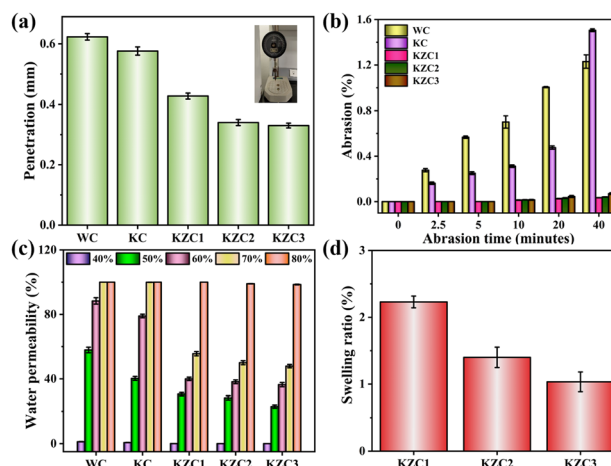 (a)
Penetration (mm)
0.6
0.4
0.2
0.0
WC KC KZC1 KZC2 KZC3
(b)
Abrasion (%)
1.8
1.2
0.6
0.0
WC
KC
KZC1
KZC2
KZC3
0 2.5 5 10 20 40
Abrasion time (minutes)
(c)
Water permeability (%)
40% 50% 60% 70% 80%
120
80
40
0
WC KC KZC1 KZC2 KZC3
(d)
Swelling ratio (%)
3
2
1
0
KZC1 KZC2 KZC3